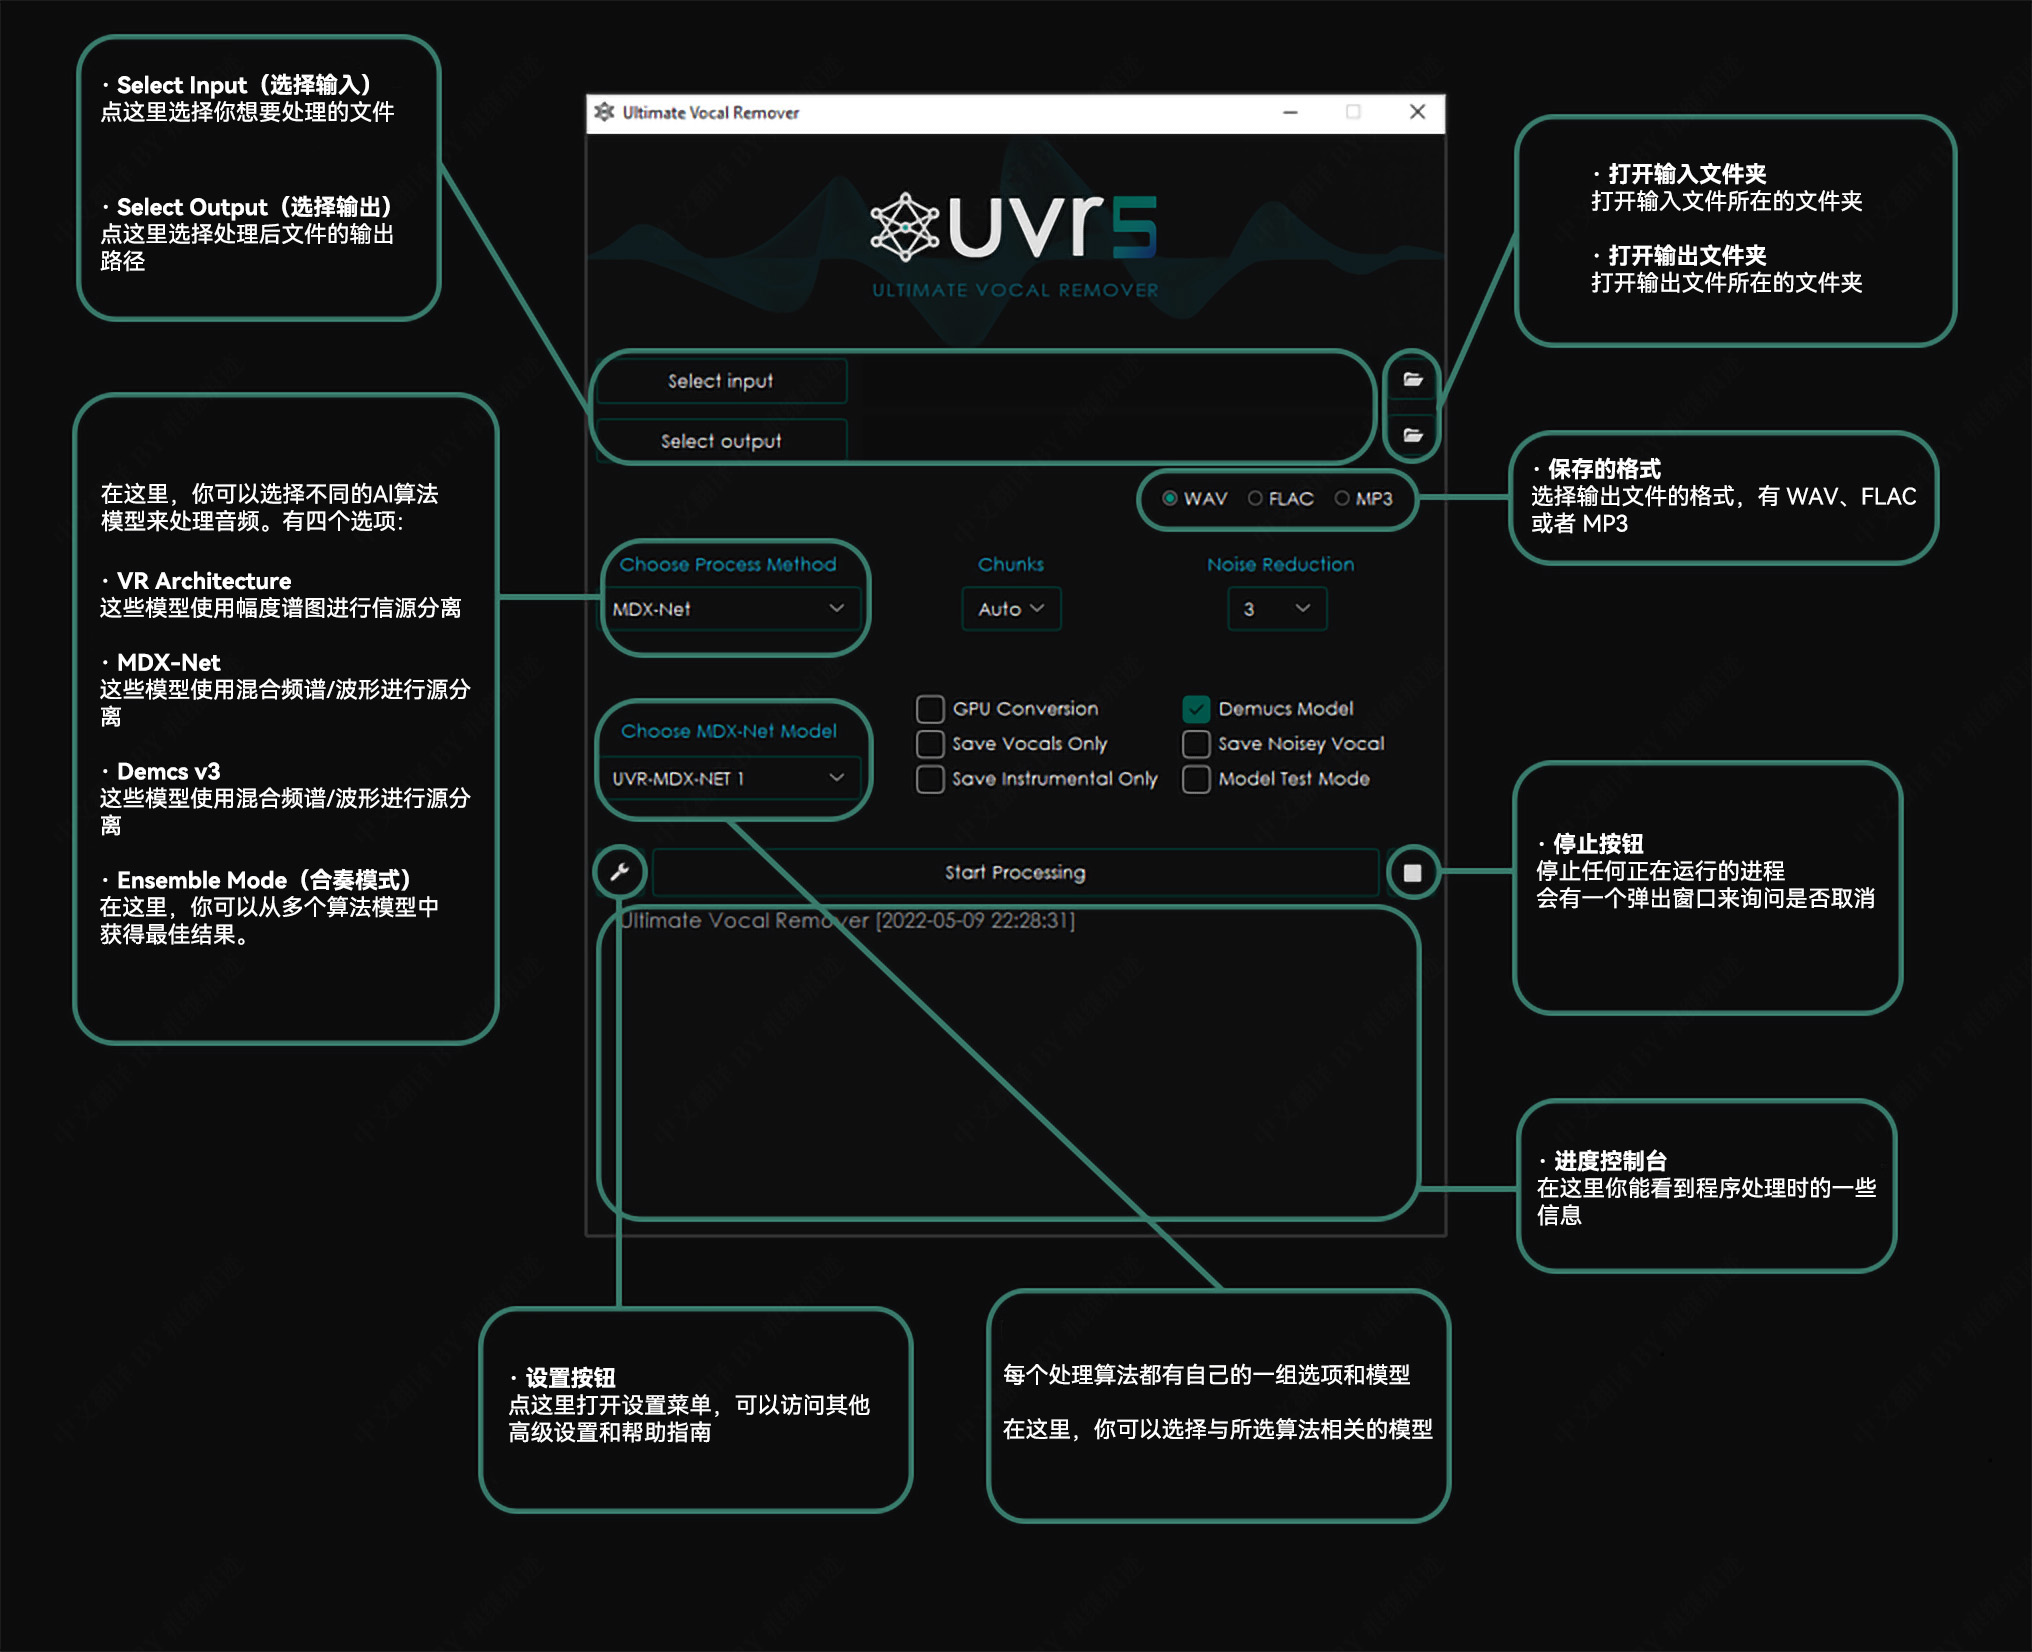 · Select Input（选择输入）
点这里选择你想要处理的文件
· Select Output（选择输出）
点这里选择处理后文件的输出
路径
在这里，你可以选择不同的AI算法
模型来处理音频。有四个选项：
· VR Architecture
这些模型使用幅度谱图进行信源分离
· MDX-Net
这些模型使用混合频谱/波形进行源分
离
· Demcs v3
这些模型使用混合频谱/波形进行源分
离
· Ensemble Mode（合奏模式）
在这里，你可以从多个算法模型中
获得最佳结果。
Ultimate Vocal Remover
uvr5
ULTIMATE VOCAL REMOVER
Select input
Select output
WAV FLAC MP3
Choose Process Method
MDX-Net
Chunks
Auto
Noise Reduction
3
Choose MDX-Net Model
UVR-MDX-NET 1
GPU Conversion
Save Vocals Only
Save Instrumental Only
Demucs Model
Save Noisey Vocal
Model Test Mode
Start Processing
Ultimate Vocal Remover [2022-05-09 22:28:31]
· 打开输入文件夹
打开输入文件所在的文件夹
· 打开输出文件夹
打开输出文件所在的文件夹
· 保存的格式
选择输出文件的格式，有 WAV、FLAC
或者 MP3
· 停止按钮
停止任何正在运行的进程
会有一个弹出窗口来询问是否取消
· 进度控制台
在这里你能看到程序处理时的一些
信息
· 设置按钮
点这里打开设置菜单，可以访问其他
高级设置和帮助指南
每个处理算法都有自己的一组选项和模型
在这里，你可以选择与所选算法相关的模型